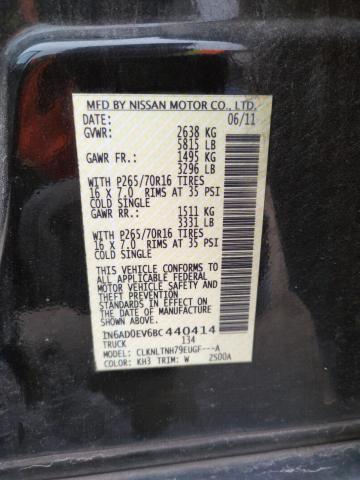 MFD BY NISSAN MOTOR CO., LTD.
DATE: 06/11
GVWR: 2638 KG
5815 LB
GAWR FR: 1495 KG
3296 LB
WITH P265/70R16 TIRES
16 X 7.0 RIMS AT 35 PSI
COLD SINGLE
GAWR RR: 1511 KG
3331 LB
WITH P265/70R16 TIRES
16 X 7.0 RIMS AT 35 PSI
COLD SINGLE
THIS VEHICLE CONFORMS TO
ALL APPLICABLE FEDERAL
MOTOR VEHICLE SAFETY
STANDARDS IN EFFECT ON
THE DATE OF MANUFACTURE
SHOWN ABOVE
1N6AD0EV6BC440414
TRUCK 134
MODEL: CLKNLTNH79EUGF---A
COLOR: KH3 TRIM: W 2S00A